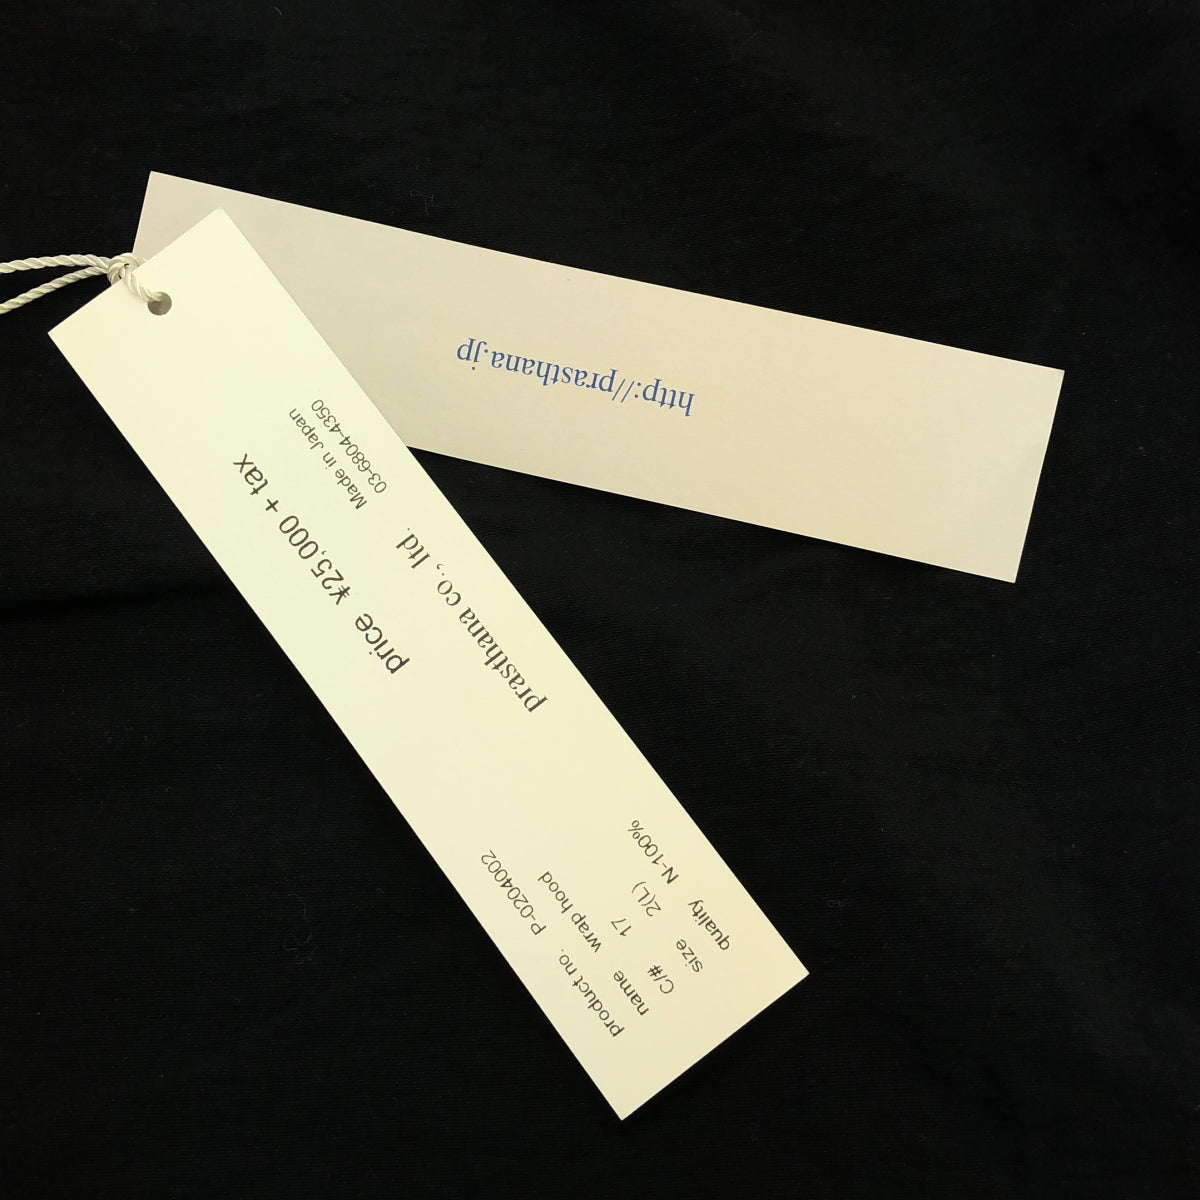 product no. P-0204002
name wrap hood
C/# 17
size 2(L)
quality N-100%
price ¥25,000 + tax
prasthana co., ltd.
Made in Japan
03-6804-4350
http://prasthana.jp